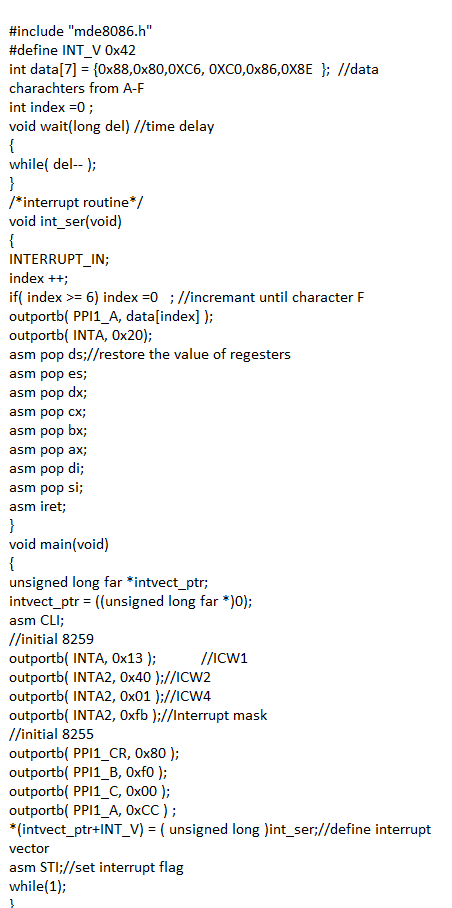 #include "mde8086.h"
#define INT_V 0x42
int data[7] = {0x88,0x80,0XC6, 0XC0,0x86,0X8E  };  //data
charachters from A-F
int index =0 ;
void wait(long del) //time delay
{
while( del-- );
}
/*interrupt routine*/
void int_ser(void)
{
INTERRUPT_IN;
index ++;
if( index >= 6) index =0   ; //incremant until character F
outportb( PPI1_A, data[index] );
outportb( INTA, 0x20);
asm pop ds;//restore the value of regesters
asm pop es;
asm pop dx;
asm pop cx;
asm pop bx;
asm pop ax;
asm pop di;
asm pop si;
asm iret;
}
void main(void)
{
unsigned long far *intvect_ptr;
intvect_ptr = ((unsigned long far *)0);
asm CLI;
//initial 8259
outportb( INTA, 0x13 );          //ICW1
outportb( INTA2, 0x40 );//ICW2
outportb( INTA2, 0x01 );//ICW4
outportb( INTA2, 0xfb );//Interrupt mask
//initial 8255
outportb( PPI1_CR, 0x80 );
outportb( PPI1_B, 0xf0 );
outportb( PPI1_C, 0x00 );
outportb( PPI1_A, 0xCC ) ;
*(intvect_ptr+INT_V) = ( unsigned long )int_ser;//define interrupt
vector
asm STI;//set interrupt flag
while(1);
}